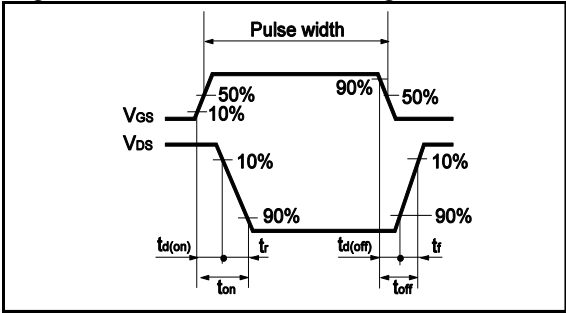 Pulse width
90%
50%
50%
VGS
10%
VDS
10%
10%
90%
90%
td(on)
tr
td(off)
tf
ton
toff